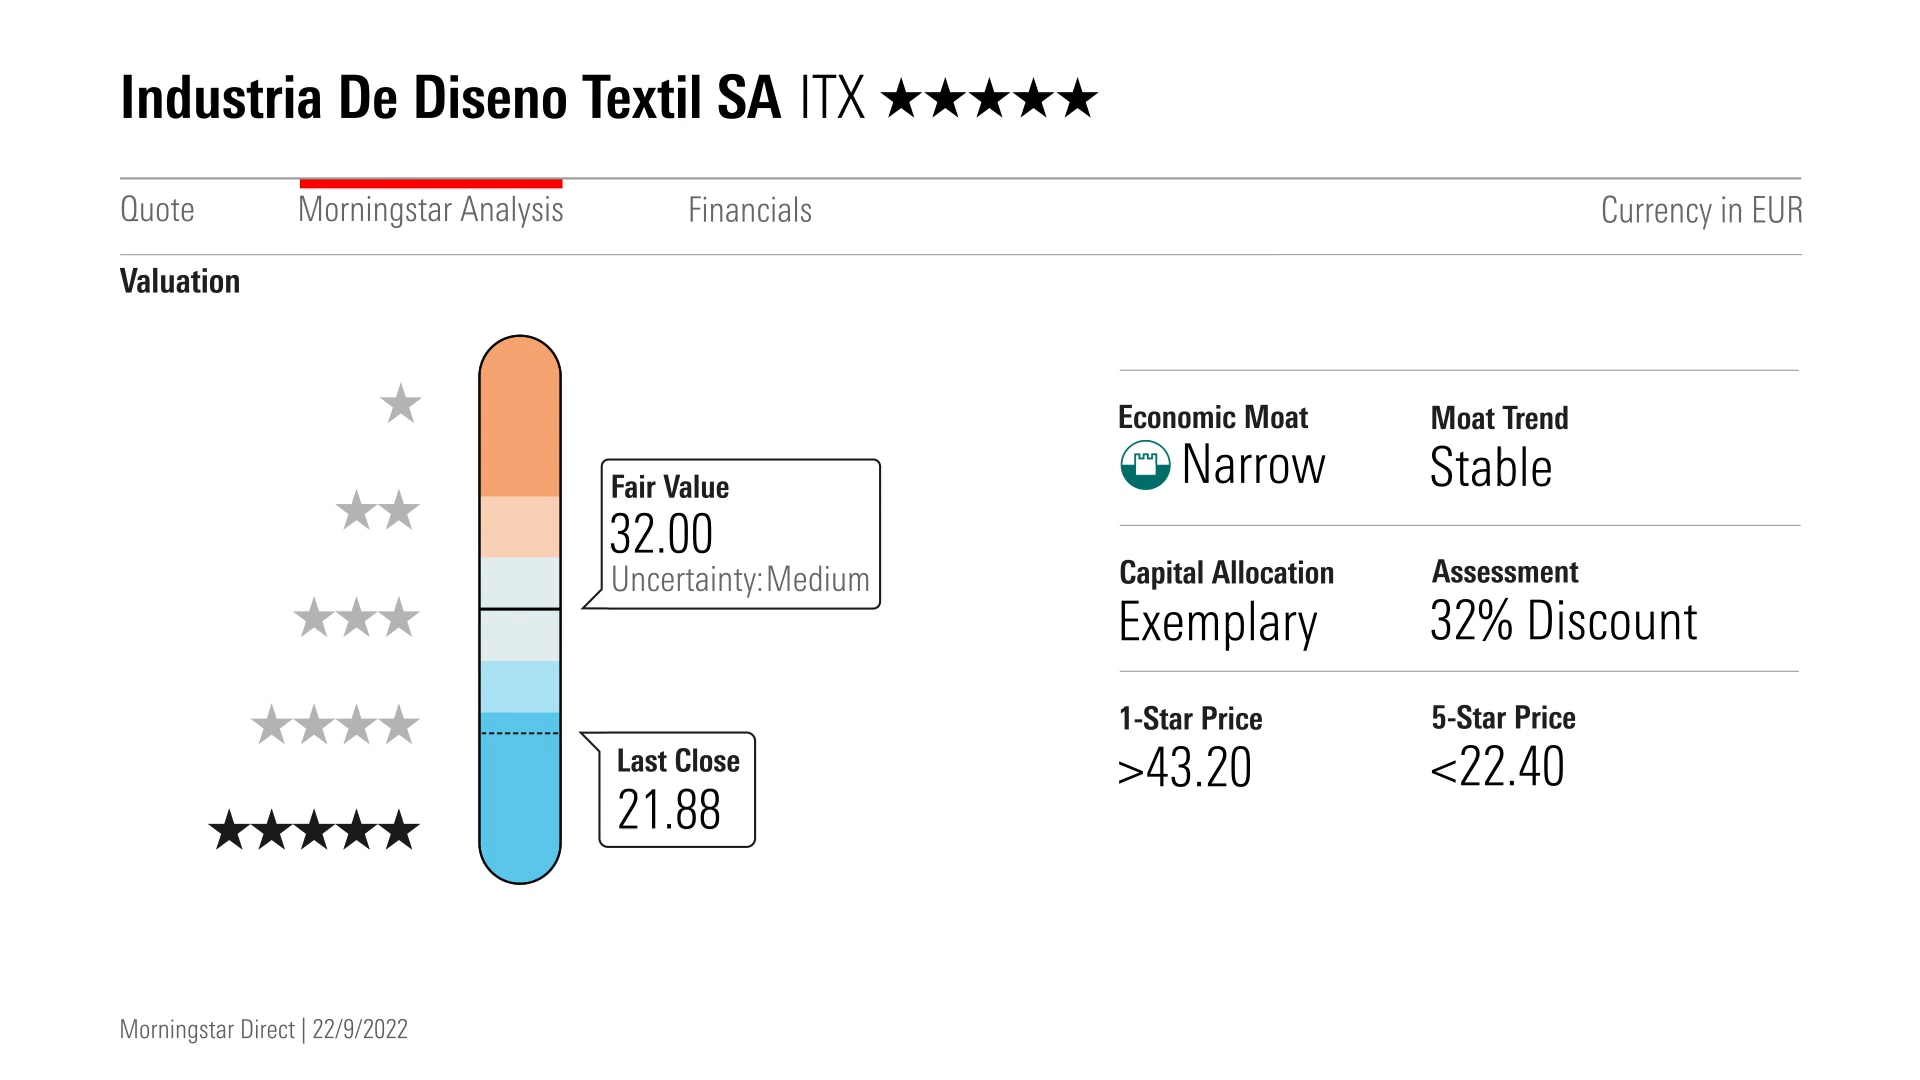 Industria De Diseno Textil SA ITX ★★★★★
Quote Morningstar Analysis Financials Currency in EUR
Valuation
★
★★
★★★
★★★★
★★★★★
Fair Value
32.00
Uncertainty: Medium
Last Close
21.88
Economic Moat
Narrow
Moat Trend
Stable
Capital Allocation
Exemplary
Assessment
32% Discount
1-Star Price
>43.20
5-Star Price
<22.40
Morningstar Direct | 22/9/2022